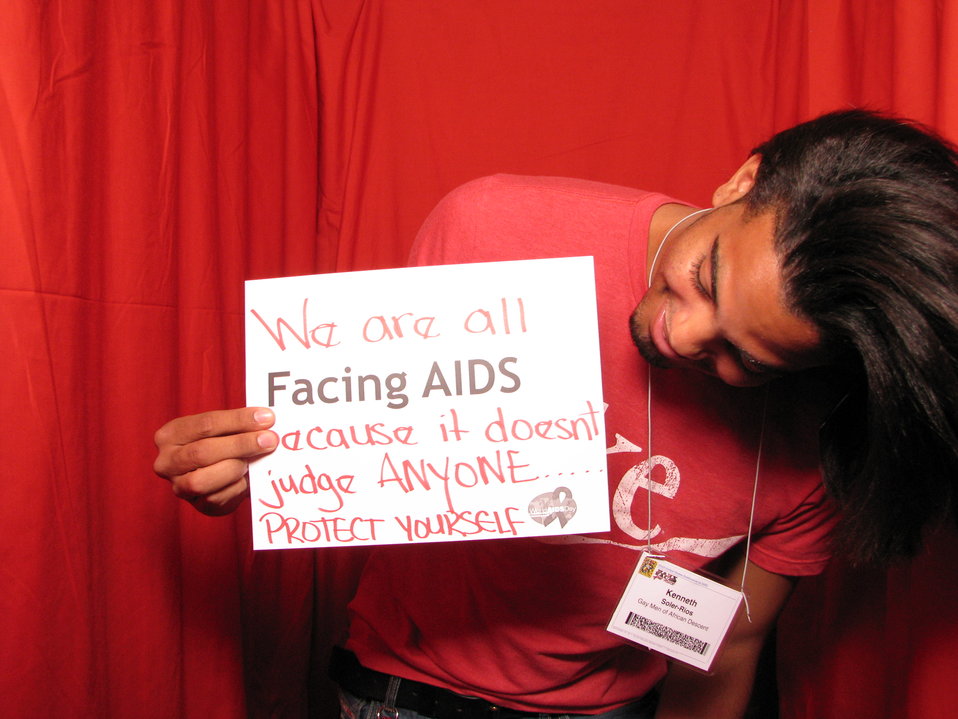 We are all
Facing AIDS
because it doesn't
judge ANYONE......
PROTECT YOURSELF
Kenneth
Soler-Rios
Gay Men of African Descent